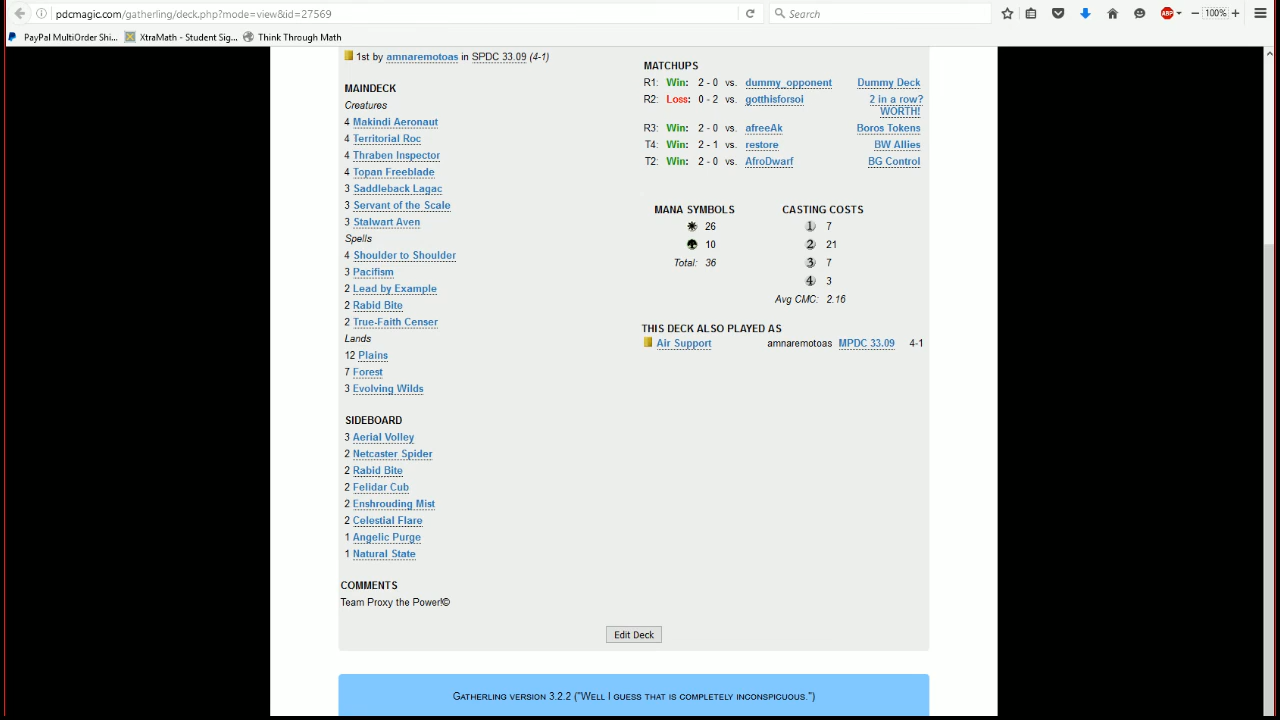 pdcmagic.com/gatherling/deck.php?mode=view&id=27569
Search
ABP
100%
PayPal MultiOrder Shi...
XtraMath - Student Sig...
Think Through Math
1st by amnaremotoas in SPDC 33.09 (4-1)
MAINDECK
Creatures
4 Makindi Aeronaut
4 Territorial Roc
4 Thraben Inspector
4 Topan Freeblade
3 Saddleback Lagac
3 Servant of the Scale
3 Stalwart Aven
Spells
4 Shoulder to Shoulder
3 Pacifism
2 Lead by Example
2 Rabid Bite
2 True-Faith Censer
Lands
12 Plains
7 Forest
3 Evolving Wilds
SIDEBOARD
3 Aerial Volley
2 Netcaster Spider
2 Rabid Bite
2 Felidar Cub
2 Enshrouding Mist
2 Celestial Flare
1 Angelic Purge
1 Natural State
COMMENTS
Team Proxy the Power!©
MATCHUPS
R1: Win: 2 - 0 vs. dummy_opponent Dummy Deck
R2: Loss: 0 - 2 vs. gotthisforsoi 2 in a row?
WORTH!
R3: Win: 2 - 0 vs. afreeAk Boros Tokens
T4: Win: 2 - 1 vs. restore BW Allies
T2: Win: 2 - 0 vs. AfroDwarf BG Control
MANA SYMBOLS
26
10
Total: 36
CASTING COSTS
1 7
2 21
3 7
4 3
Avg CMC: 2.16
THIS DECK ALSO PLAYED AS
Air Support amnaremotoas MPDC 33.09 4-1
Edit Deck
GATHERLING VERSION 3.2.2 ("WELL I GUESS THAT IS COMPLETELY INCONSPICUOUS.")